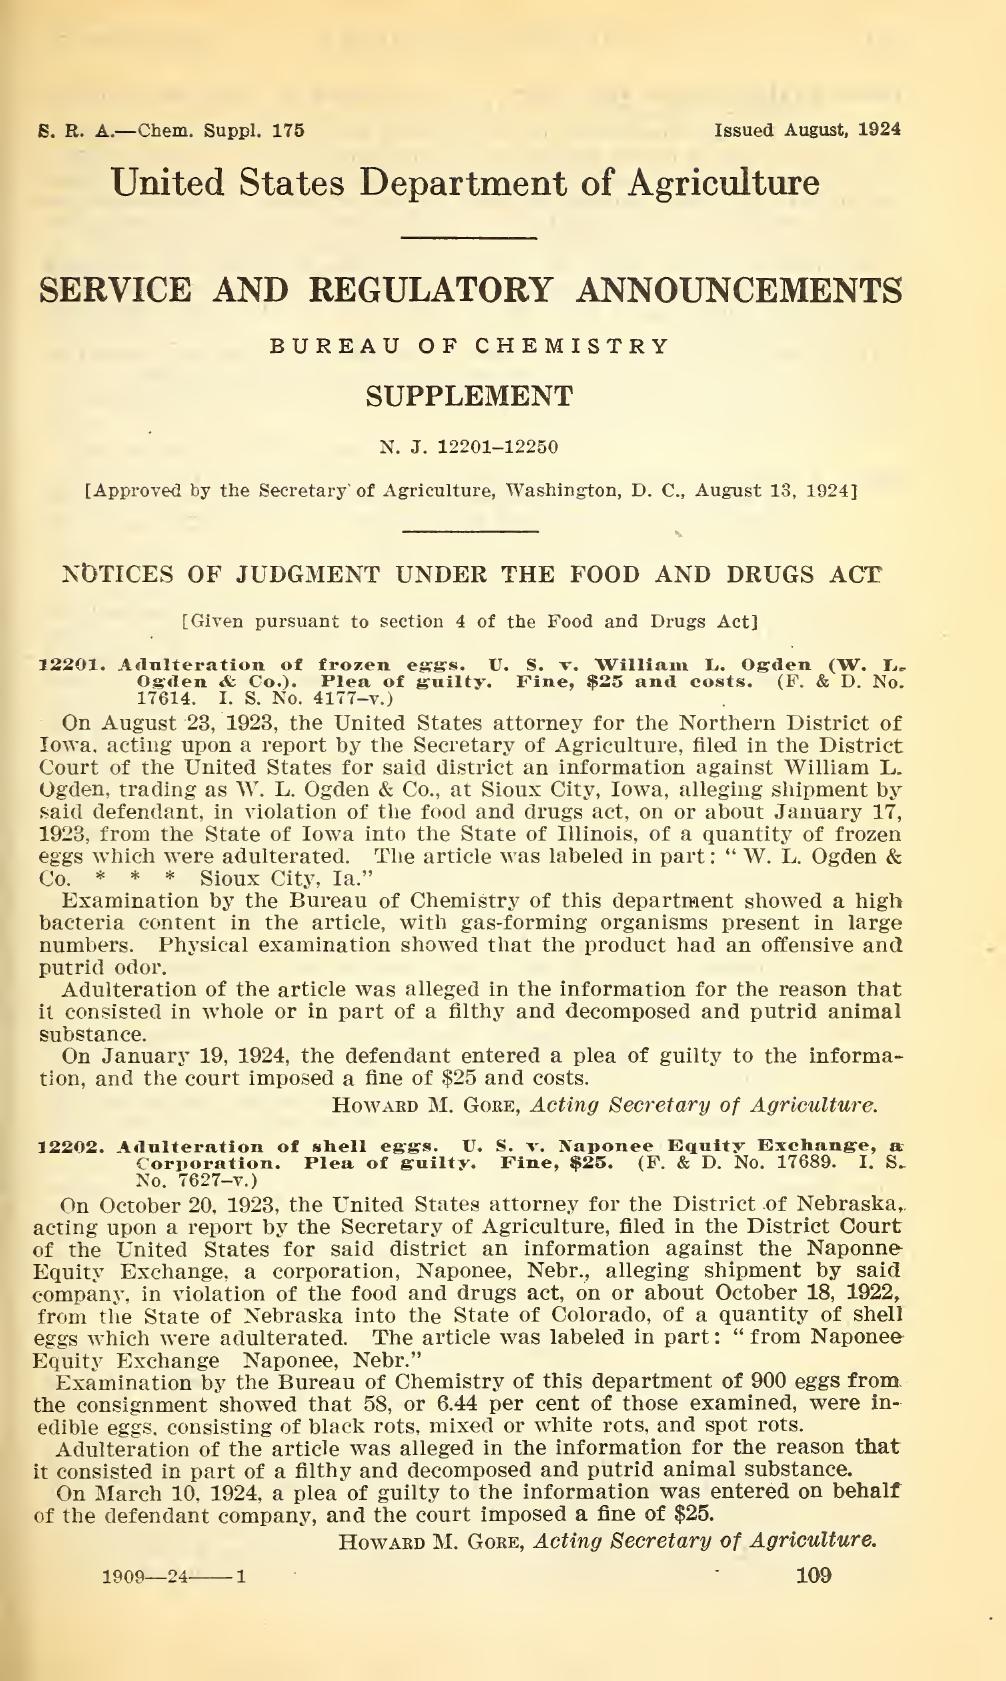 S. R. A.—Chem. Suppl. 175 Issued August, 1924
United States Department of Agriculture
SERVICE AND REGULATORY ANNOUNCEMENTS
BUREAU OF CHEMISTRY
SUPPLEMENT
N. J. 12201–12250
[Approved by the Secretary of Agriculture, Washington, D. C., August 13, 1924]
NOTICES OF JUDGMENT UNDER THE FOOD AND DRUGS ACT
[Given pursuant to section 4 of the Food and Drugs Act]
12201. Adulteration of frozen eggs. U. S. v. William L. Ogden (W. L.
Ogden & Co.). Plea of guilty. Fine, $25 and costs. (F. & D. No.
17614. I. S. No. 4177–v.)
On August 23, 1923, the United States attorney for the Northern District of
Iowa, acting upon a report by the Secretary of Agriculture, filed in the District
Court of the United States for said district an information against William L.
Ogden, trading as W. L. Ogden & Co., at Sioux City, Iowa, alleging shipment by
said defendant, in violation of the food and drugs act, on or about January 17,
1923, from the State of Iowa into the State of Illinois, of a quantity of frozen
eggs which were adulterated. The article was labeled in part: “ W. L. Ogden &
Co. * * * Sioux City, Ia.”
Examination by the Bureau of Chemistry of this department showed a high
bacteria content in the article, with gas-forming organisms present in large
numbers. Physical examination showed that the product had an offensive and
putrid odor.
Adulteration of the article was alleged in the information for the reason that
it consisted in whole or in part of a filthy and decomposed and putrid animal
substance.
On January 19, 1924, the defendant entered a plea of guilty to the informa-
tion, and the court imposed a fine of $25 and costs.
HOWARD M. GORE, Acting Secretary of Agriculture.
12202. Adulteration of shell eggs. U. S. v. Naponee Equity Exchange, a
Corporation. Plea of guilty. Fine, $25. (F. & D. No. 17689. I. S.
No. 7627–v.)
On October 20, 1923, the United States attorney for the District of Nebraska,
acting upon a report by the Secretary of Agriculture, filed in the District Court
of the United States for said district an information against the Naponne
Equity Exchange, a corporation, Naponee, Nebr., alleging shipment by said
company, in violation of the food and drugs act, on or about October 18, 1922,
from the State of Nebraska into the State of Colorado, of a quantity of shell
eggs which were adulterated. The article was labeled in part: “ from Naponee
Equity Exchange Naponee, Nebr.”
Examination by the Bureau of Chemistry of this department of 900 eggs from
the consignment showed that 58, or 6.44 per cent of those examined, were in-
edible eggs, consisting of black rots, mixed or white rots, and spot rots.
Adulteration of the article was alleged in the information for the reason that
it consisted in part of a filthy and decomposed and putrid animal substance.
On March 10, 1924, a plea of guilty to the information was entered on behalf
of the defendant company, and the court imposed a fine of $25.
HOWARD M. GORE, Acting Secretary of Agriculture.
1909—24——1 109